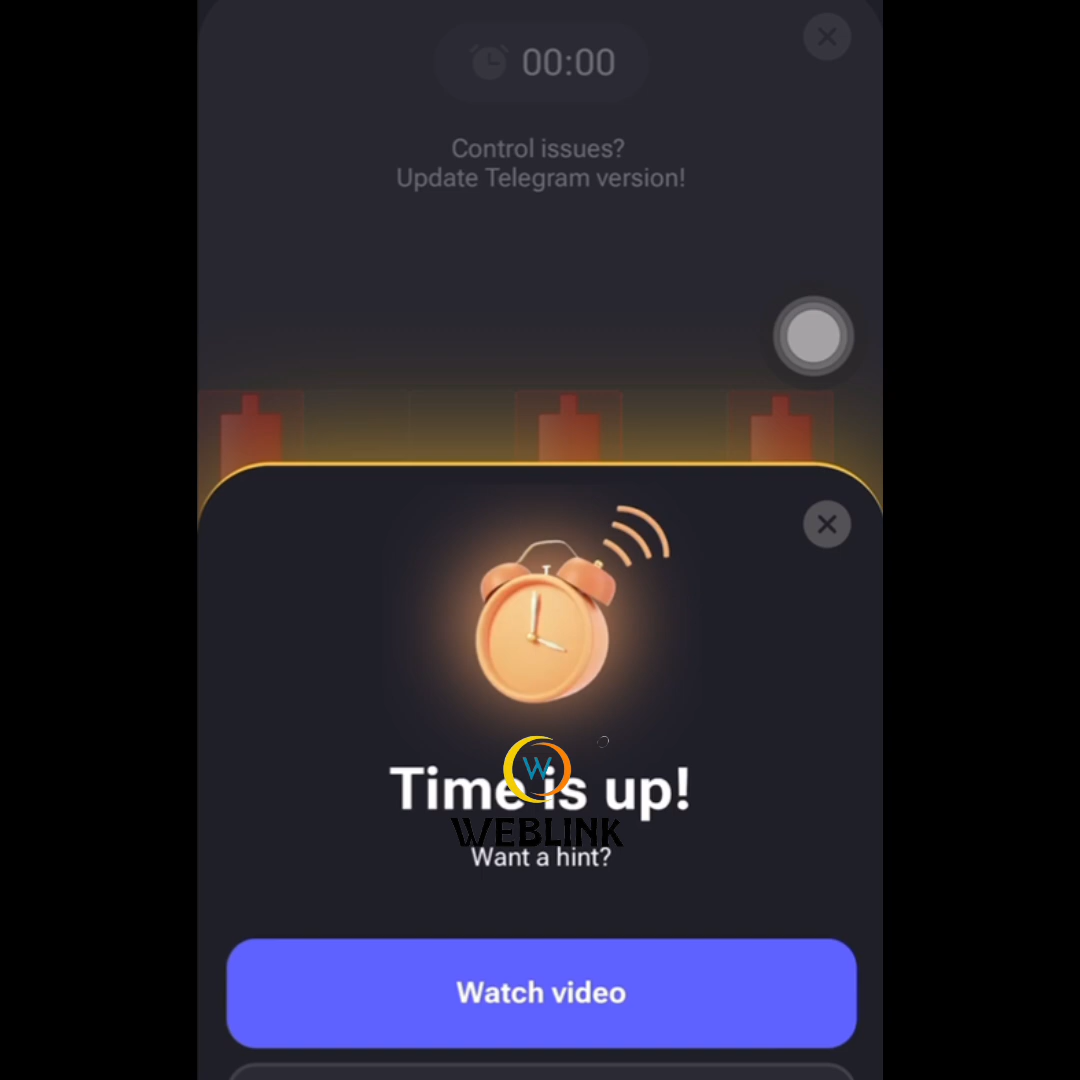 00:00
Control issues?
Update Telegram version!
Time is up!
W
WEBLINK
Want a hint?
Watch video